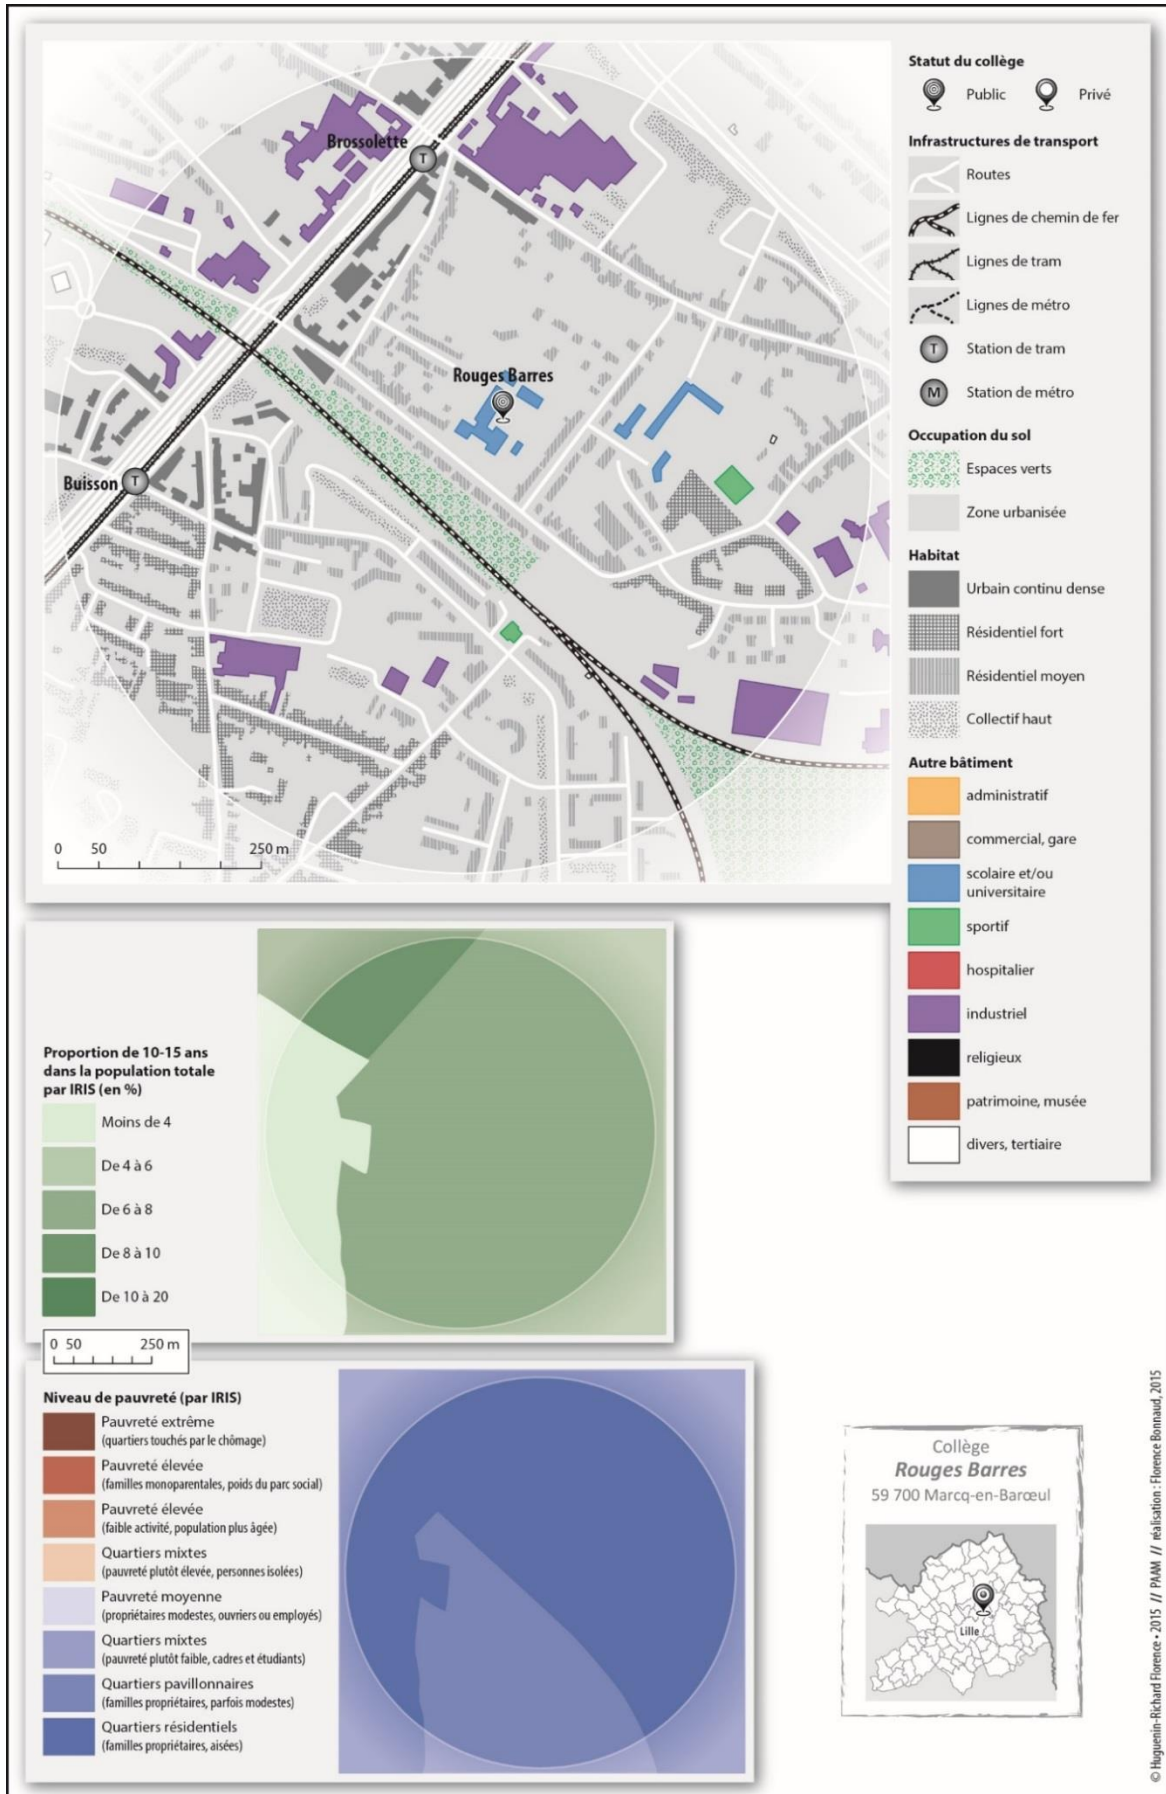 Brossolette
T
Rouges Barres
Buisson
T
0 50 250 m
Statut du collège
Public
Privé
Infrastructures de transport
Routes
Lignes de chemin de fer
Lignes de tram
Lignes de métro
T
Station de tram
M
Station de métro
Occupation du sol
Espaces verts
Zone urbanisée
Habitat
Urbain continu dense
Résidentiel fort
Résidentiel moyen
Collectif haut
Autre bâtiment
administratif
commercial, gare
scolaire et/ou
universitaire
sportif
hospitalier
industriel
religieux
patrimoine, musée
divers, tertiaire
Proportion de 10-15 ans
dans la population totale
par IRIS (en %)
Moins de 4
De 4 à 6
De 6 à 8
De 8 à 10
De 10 à 20
0 50 250 m
Niveau de pauvreté (par IRIS)
Pauvreté extrême
(quartiers touchés par le chômage)
Pauvreté élevée
(familles monoparentales, poids du parc social)
Pauvreté élevée
(faible activité, population plus âgée)
Quartiers mixtes
(pauvreté plutôt élevée, personnes isolées)
Pauvreté moyenne
(propriétaires modestes, ouvriers ou employés)
Quartiers mixtes
(pauvreté plutôt faible, cadres et étudiants)
Quartiers pavillonnaires
(familles propriétaires, parfois modestes)
Quartiers résidentiels
(familles propriétaires, aisées)
Collège
Rouges Barres
59 700 Marcq-en-Barœul
Lille
© Huguenin-Richard Florence • 2015 // PAAM // réalisation : Florence Bonnaud, 2015